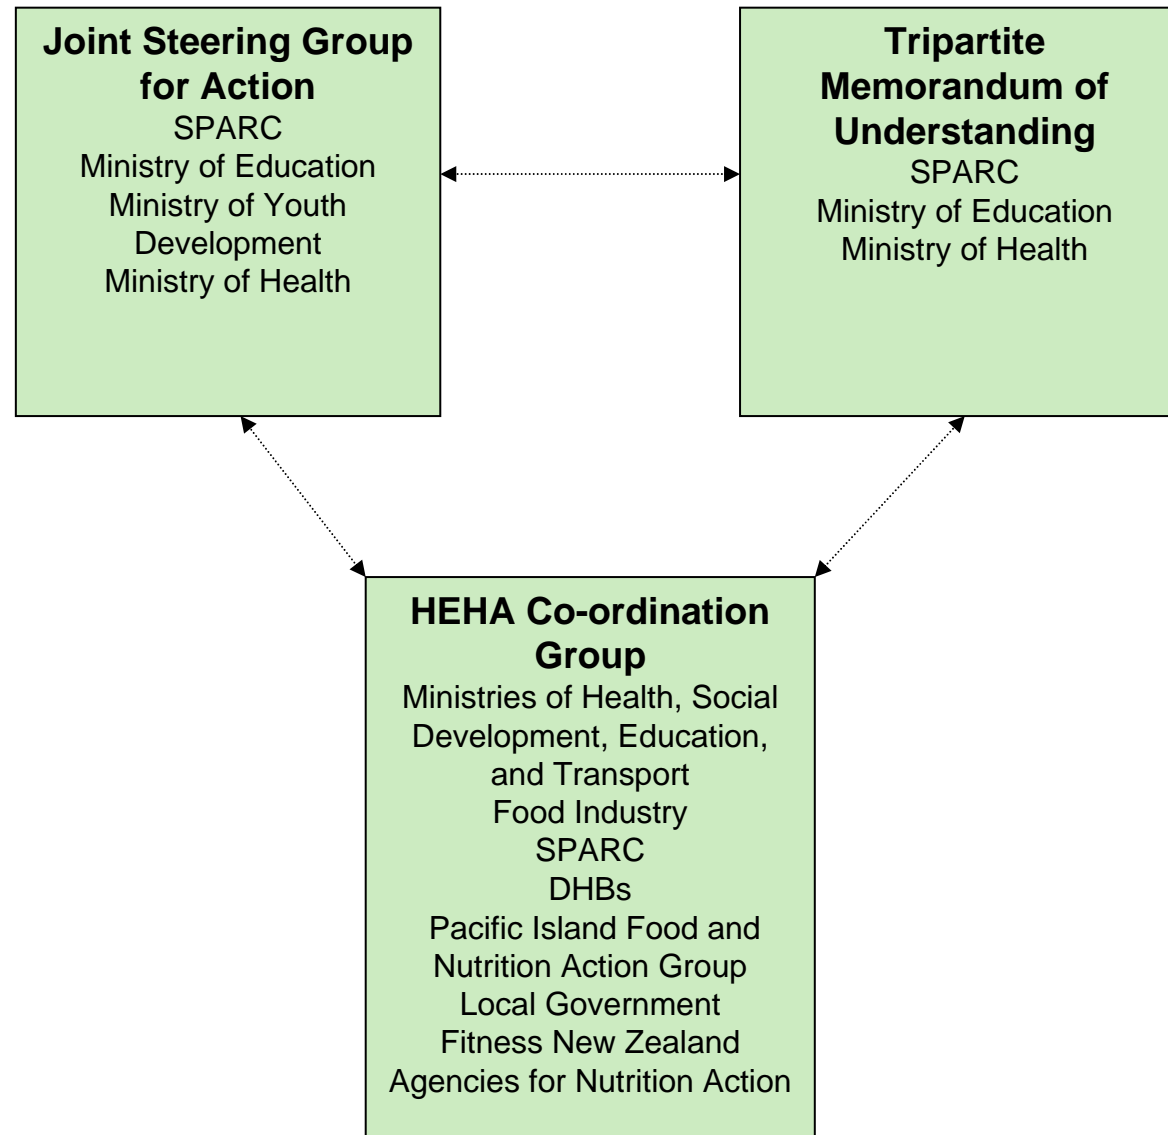 Joint Steering Group
for Action
SPARC
Ministry of Education
Ministry of Youth
Development
Ministry of Health
Tripartite
Memorandum of
Understanding
SPARC
Ministry of Education
Ministry of Health
HEHA Co-ordination
Group
Ministries of Health, Social
Development, Education,
and Transport
Food Industry
SPARC
DHBs
Pacific Island Food and
Nutrition Action Group
Local Government
Fitness New Zealand
Agencies for Nutrition Action